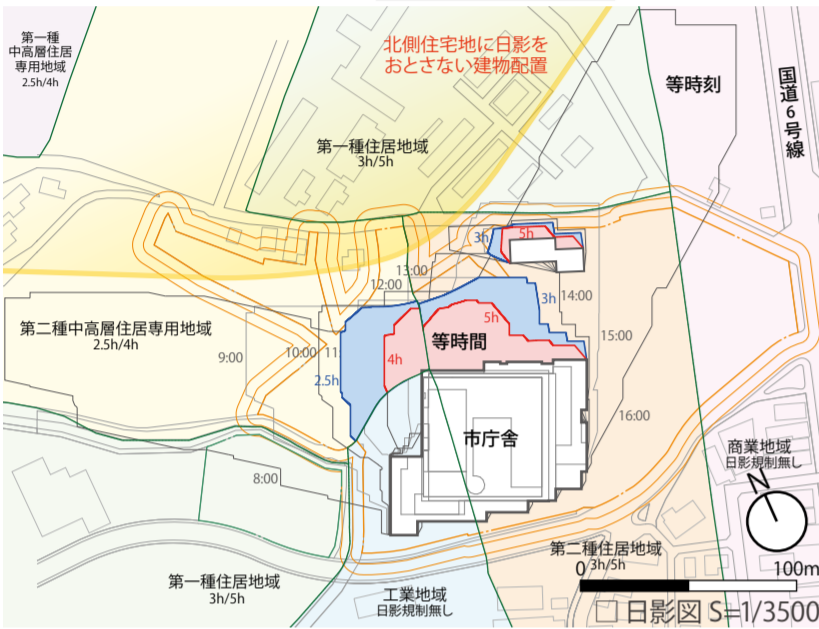 第一種
中高層住居
専用地域
2.5h/4h
北側住宅地に日影を
おとさない建物配置
等時刻
国道6号線
第一種住居地域
3h/5h
3h
5h
13:00
12:00
3h
14:00
第二種中高層住居専用地域
2.5h/4h
9:00
10:00
11:
2.5h
4h
5h
等時間
15:00
16:00
市庁舎
8:00
商業地域
日影規制無し
N
第二種住居地域
3h/5h
第一種住居地域
3h/5h
工業地域
日影規制無し
0
100m
□ 日影図 S=1/3500